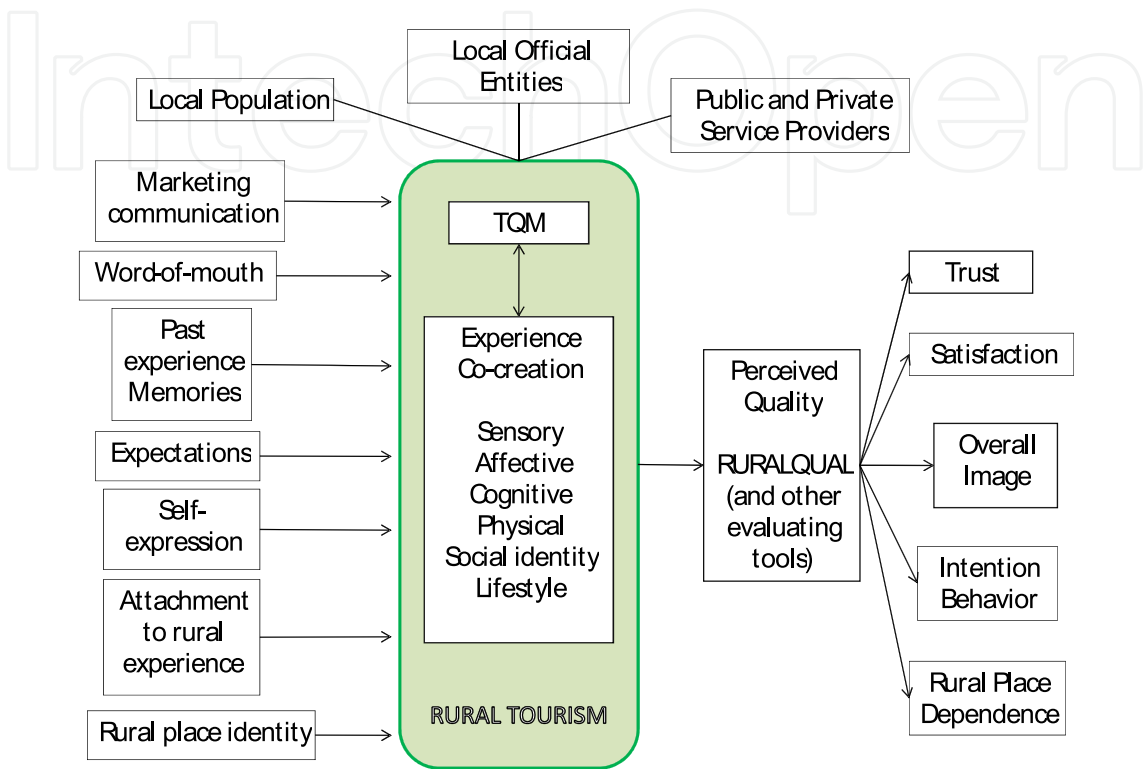 IntechOpen
Local Official
Entities
Local Population
Public and Private
Service Providers
Marketing
communication
Word-of-mouth
Past
experience
Memories
Expectations
Self-
expression
Attachment
to rural
experience
Rural place identity
TQM
Experience
Co-creation
Sensory
Affective
Cognitive
Physical
Social identity
Lifestyle
RURAL TOURISM
Perceived
Quality
RURALQUAL
(and other
evaluating
tools)
Trust
Satisfaction
Overall
Image
Intention
Behavior
Rural Place
Dependence